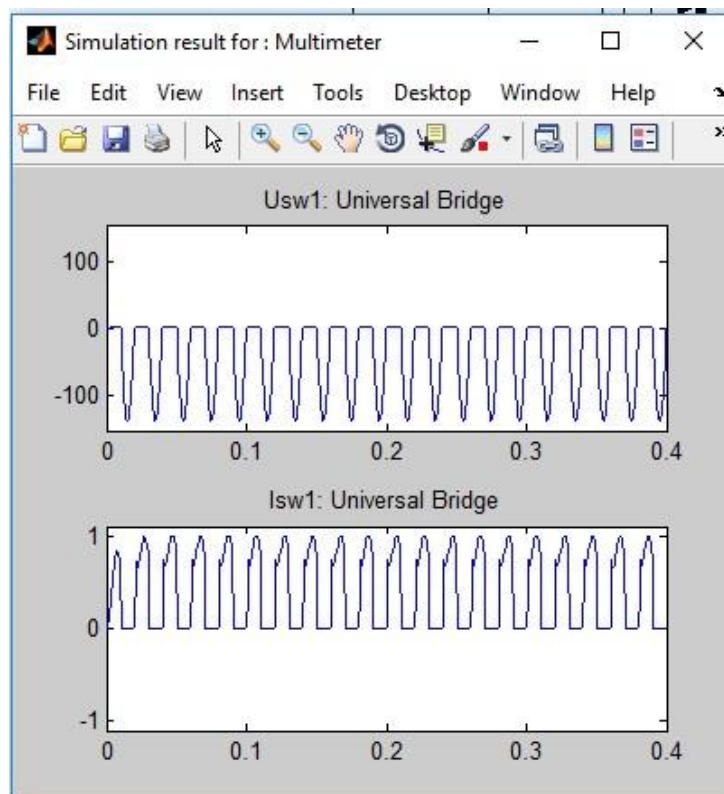 Simulation result for : Multimeter
File Edit View Insert Tools Desktop Window Help
Usw1: Universal Bridge
100
0
-100
0 0.1 0.2 0.3 0.4
Isw1: Universal Bridge
1
0
-1
0 0.1 0.2 0.3 0.4